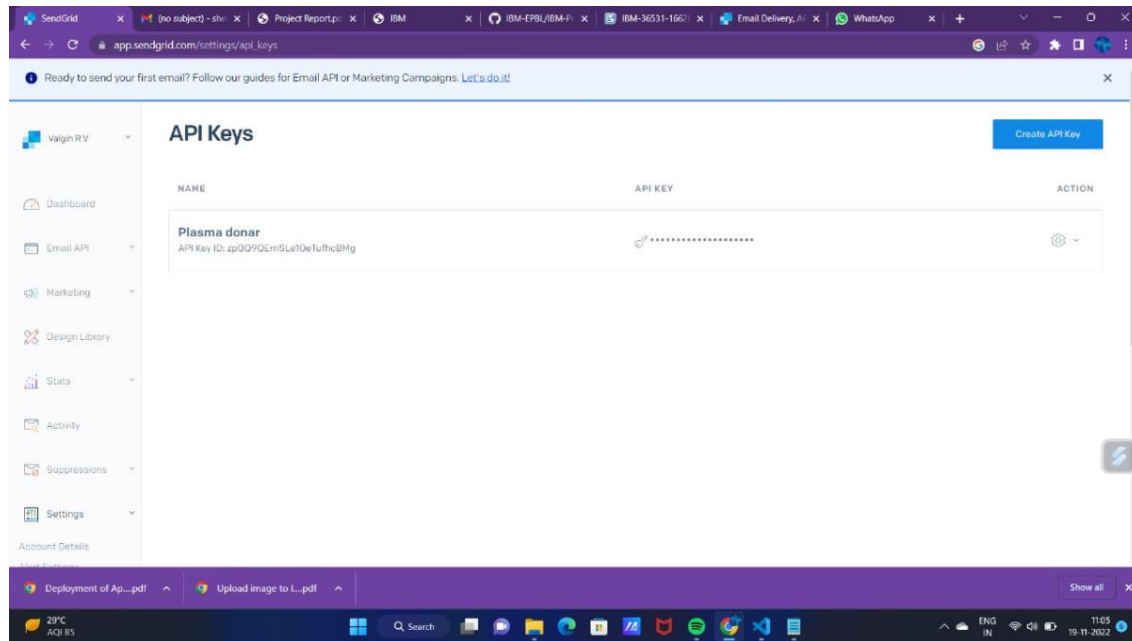 SendGrid
(no subject) - she
Project Report.pd
IBM
IBM-EPBL/IBM-Pr
IBM-36531-1662
Email Delivery, AF
WhatsApp
app.sendgrid.com/settings/api_keys
Ready to send your first email? Follow our guides for Email API or Marketing Campaigns. Let's do it!
Valgin R V
API Keys
Create API Key
NAME
API KEY
ACTION
Plasma donar
API Key ID:
Dashboard
Email API
Marketing
Design Library
Stats
Activity
Suppressions
Settings
Account Details
Deployment of Ap....pdf
Upload image to I....pdf
Show all
29°C
AQI 85
Search
ENG
IN
11:05
19-11-2022